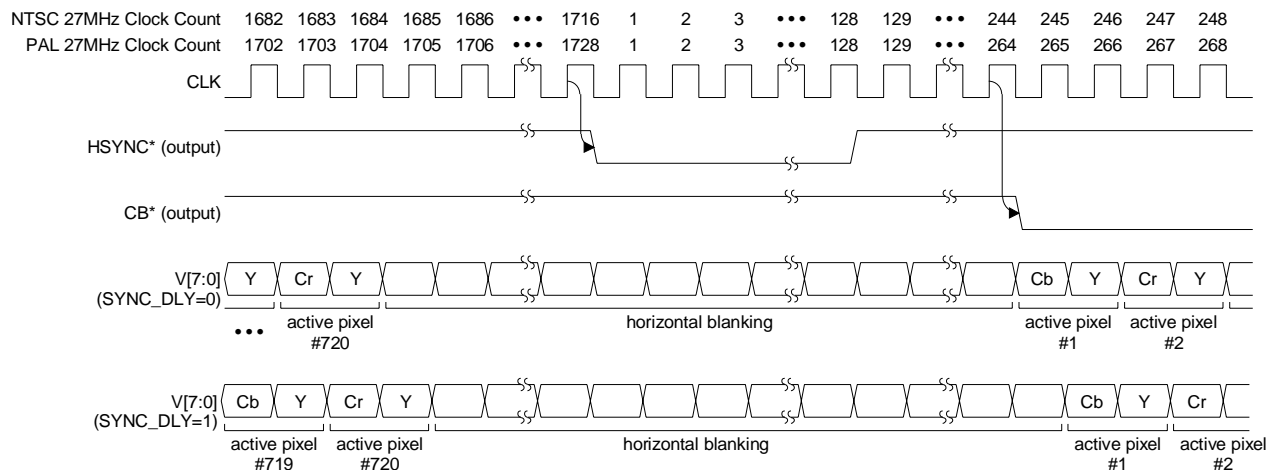 NTSC 27MHz Clock Count 1682 1683 1684 1685 1686 ••• 1716 1 2 3 ••• 128 129 ••• 244 245 246 247 248
PAL 27MHz Clock Count 1702 1703 1704 1705 1706 ••• 1728 1 2 3 ••• 128 129 ••• 264 265 266 267 268
CLK
HSYNC* (output)
CB* (output)
V[7:0] Y Cr Y Cb Y Cr Y
(SYNC_DLY=0)
••• active pixel horizontal blanking active pixel active pixel
#720 #1 #2
V[7:0] Cb Y Cr Y Cb Y Cr
(SYNC_DLY=1)
active pixel active pixel horizontal blanking active pixel active pixel
#719 #720 #1 #2